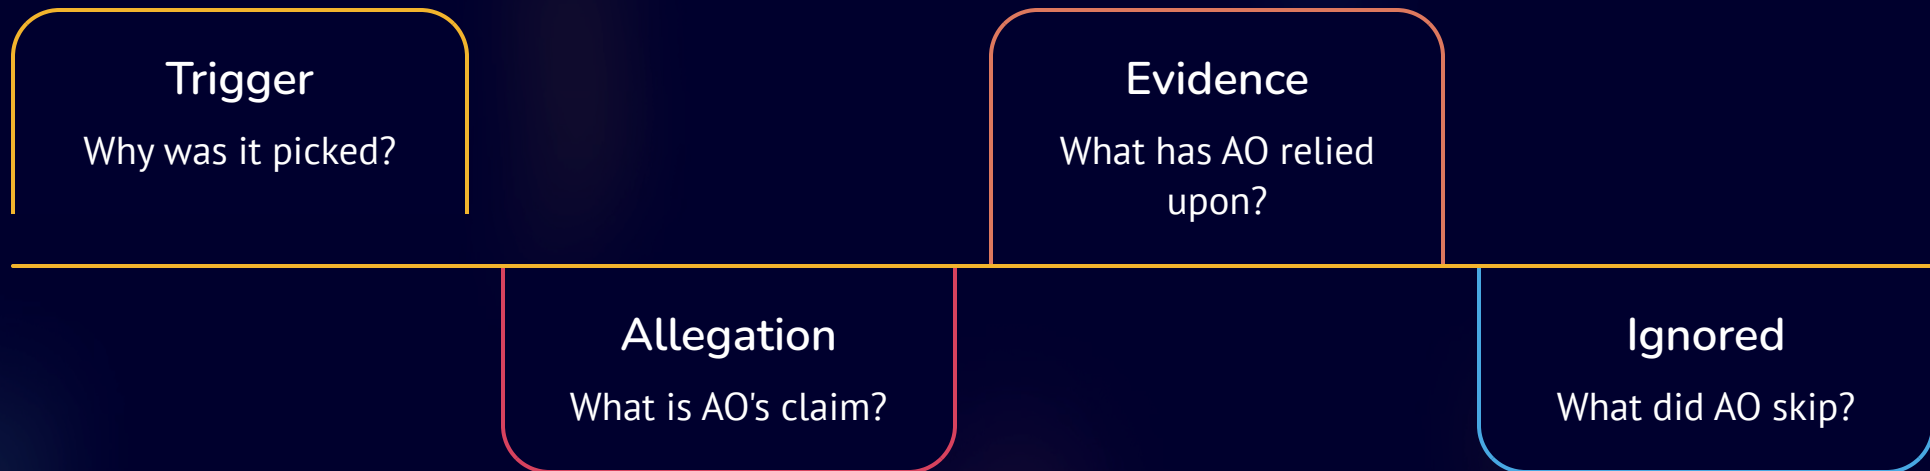 Trigger
Why was it picked?
Allegation
What is AO's claim?
Evidence
What has AO relied
upon?
Ignored
What did AO skip?